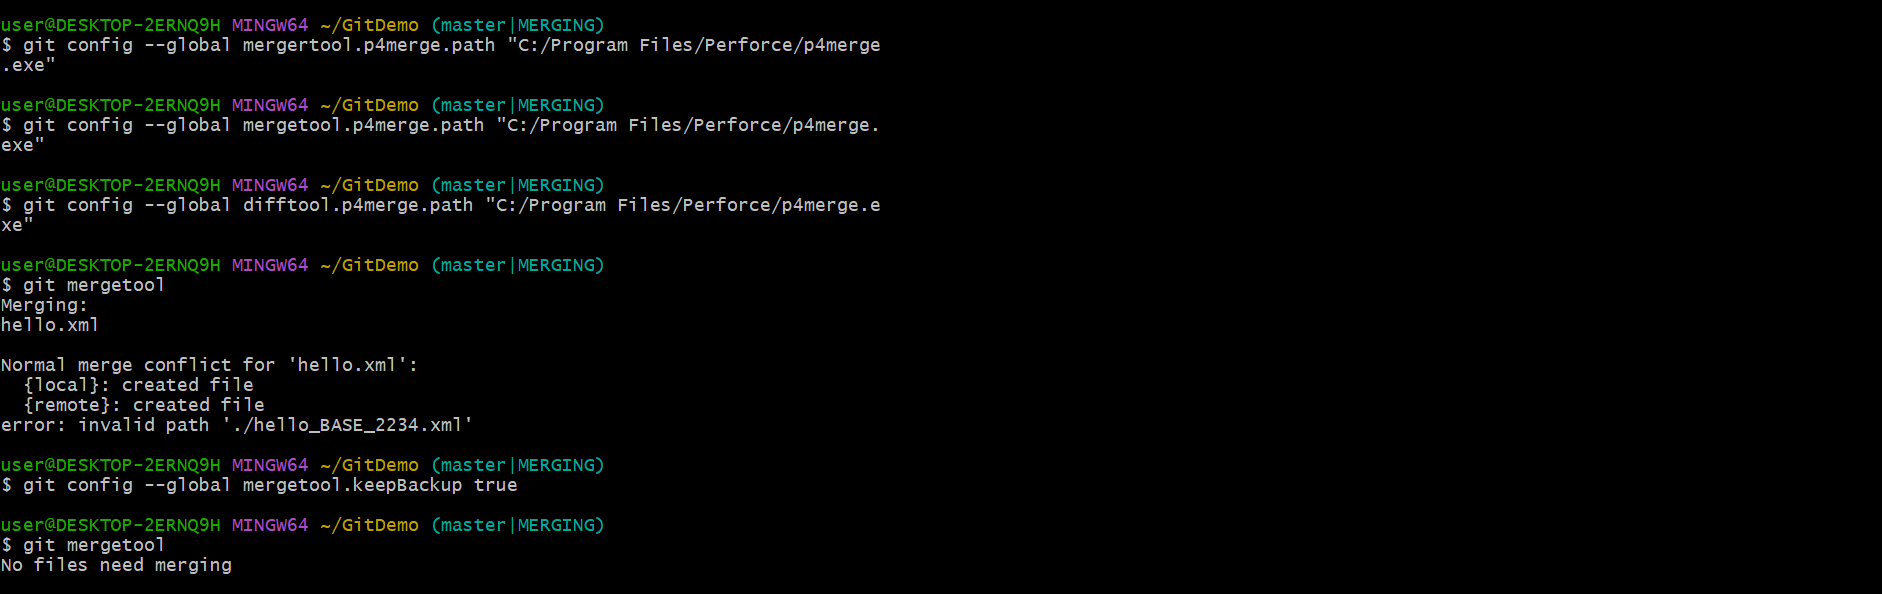 user@DESKTOP-2ERNQ9H MINGW64 ~/GitDemo (master|MERGING)
$ git config --global mergertool.p4merge.path "C:/Program Files/Perforce/p4merge
.exe"
user@DESKTOP-2ERNQ9H MINGW64 ~/GitDemo (master|MERGING)
$ git config --global mergetool.p4merge.path "C:/Program Files/Perforce/p4merge.
exe"
user@DESKTOP-2ERNQ9H MINGW64 ~/GitDemo (master|MERGING)
$ git config --global difftool.p4merge.path "C:/Program Files/Perforce/p4merge.e
xe"
user@DESKTOP-2ERNQ9H MINGW64 ~/GitDemo (master|MERGING)
$ git mergetool
Merging:
hello.xml
Normal merge conflict for 'hello.xml':
  {local}: created file
  {remote}: created file
error: invalid path './hello_BASE_2234.xml'
user@DESKTOP-2ERNQ9H MINGW64 ~/GitDemo (master|MERGING)
$ git config --global mergetool.keepBackup true
user@DESKTOP-2ERNQ9H MINGW64 ~/GitDemo (master|MERGING)
$ git mergetool
No files need merging